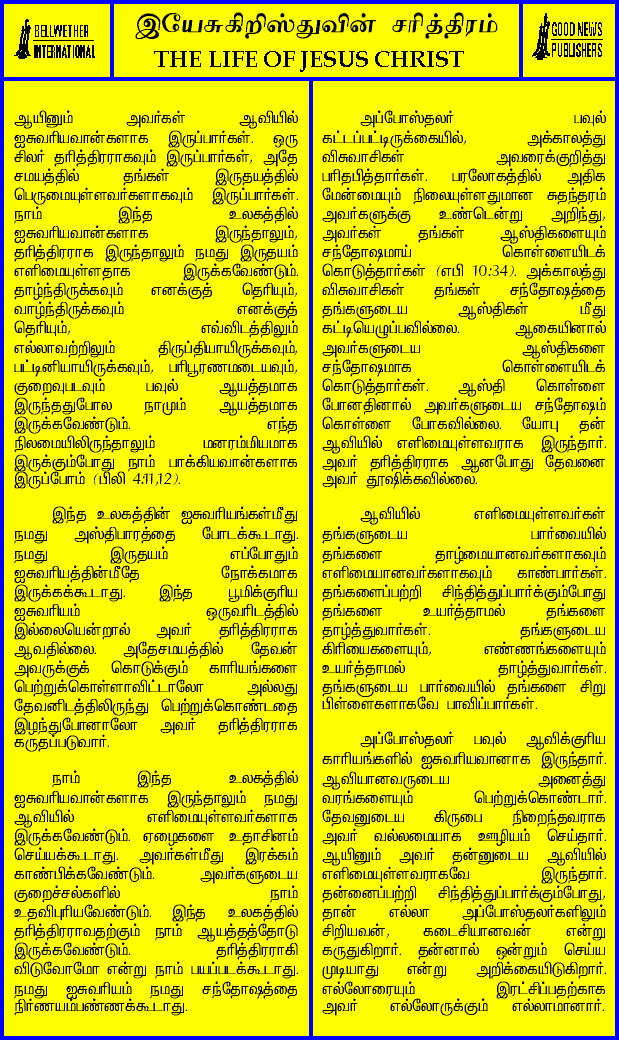 BELLWETHER
INTERNATIONAL
இயேசுகிறிஸ்துவின் சரித்திரம்
THE LIFE OF JESUS CHRIST
GOOD NEWS
PUBLISHERS
ஆயினும் அவர்கள் ஆவியில்
ஐசுவரியவான்களாக இருப்பார்கள். ஒரு
சிலர் தரித்திரராகவும் இருப்பார்கள், அதே
சமயத்தில் தங்கள் இருதயத்தில்
பெருமையுள்ளவர்களாகவும் இருப்பார்கள்.
நாம் இந்த உலகத்தில்
ஐசுவரியவான்களாக இருந்தாலும்,
தரித்திரராக இருந்தாலும் நமது இருதயம்
எளிமையுள்ளதாக இருக்கவேண்டும்.
தாழ்ந்திருக்கவும் எனக்குத் தெரியும்,
வாழ்ந்திருக்கவும் எனக்குத்
தெரியும், எவ்விடத்திலும்
எல்லாவற்றிலும் திருப்தியாயிருக்கவும்,
பட்டினியாயிருக்கவும், பரிபூரணமடையவும்,
குறைவுபடவும் பவுல் ஆயத்தமாக
இருந்ததுபோல நாமும் ஆயத்தமாக
இருக்கவேண்டும். எந்த
நிலமையிலிருந்தாலும் மனரம்மியமாக
இருக்கும்போது நாம் பாக்கியவான்களாக
இருப்போம் (பிலி 4:11,12).
இந்த உலகத்தின் ஐசுவரியங்கள்மீது
நமது அஸ்திபாரத்தை போடக்கூடாது.
நமது இருதயம் எப்போதும்
ஐசுவரியத்தின்மீதே நோக்கமாக
இருக்கக்கூடாது. இந்த பூமிக்குரிய
ஐசுவரியம் ஒருவரிடத்தில்
இல்லையென்றால் அவர் தரித்திரராக
ஆவதில்லை. அதேசமயத்தில் தேவன்
அவருக்குக் கொடுக்கும் காரியங்களை
பெற்றுக்கொள்ளாவிட்டாலோ அல்லது
தேவனிடத்திலிருந்து பெற்றுக்கொண்டதை
இழந்துபோனாலோ அவர் தரித்திரராக
கருதப்படுவார்.
நாம் இந்த உலகத்தில்
ஐசுவரியவான்களாக இருந்தாலும் நமது
ஆவியில் எளிமையுள்ளவர்களாக
இருக்கவேண்டும். ஏழைகளை உதாசினம்
செய்யக்கூடாது. அவர்கள்மீது இரக்கம்
காண்பிக்கவேண்டும். அவர்களுடைய
குறைச்சல்களில் நாம்
உதவிபுரியவேண்டும். இந்த உலகத்தில்
தரித்திரராவதற்கும் நாம் ஆயத்தத்தோடு
இருக்கவேண்டும். தரித்திரராகி
விடுவோமோ என்று நாம் பயப்படக்கூடாது.
நமது ஐசுவரியம் நமது சந்தோஷத்தை
நிர்ணயம்பண்ணக்கூடாது.
அப்போஸ்தலர் பவுல்
கட்டப்பட்டிருக்கையில், அக்காலத்து
விசுவாசிகள் அவரைக்குறித்து
பரிதபித்தார்கள். பரலோகத்தில் அதிக
மேன்மையும் நிலையுள்ளதுமான சுதந்தரம்
அவர்களுக்கு உண்டென்று அறிந்து,
அவர்கள் தங்கள் ஆஸ்திகளையும்
சந்தோஷமாய் கொள்ளையிடக்
கொடுத்தார்கள் (எபி 10:34). அக்காலத்து
விசுவாசிகள் தங்கள் சந்தோஷத்தை
தங்களுடைய ஆஸ்திகள் மீது
கட்டியெழுப்பவில்லை. ஆகையினால்
அவர்களுடைய ஆஸ்திகளை
சந்தோஷமாக கொள்ளையிடக்
கொடுத்தார்கள். ஆஸ்தி கொள்ளை
போனதினால் அவர்களுடைய சந்தோஷம்
கொள்ளை போகவில்லை. யோபு தன்
ஆவியில் எளிமையுள்ளவராக இருந்தார்.
அவர் தரித்திரராக ஆனபோது தேவனை
அவர் தூஷிக்கவில்லை.
ஆவியில் எளிமையுள்ளவர்கள்
தங்களுடைய பார்வையில்
தங்களை தாழ்மையானவர்களாகவும்
எளிமையானவர்களாகவும் காண்பார்கள்.
தங்களைப்பற்றி சிந்தித்துப்பார்க்கும்போது
தங்களை உயர்த்தாமல் தங்களை
தாழ்த்துவார்கள். தங்களுடைய
கிரியைகளையும், எண்ணங்களையும்
உயர்த்தாமல் தாழ்த்துவார்கள்.
தங்களுடைய பார்வையில் தங்களை சிறு
பிள்ளைகளாகவே பாவிப்பார்கள்.
அப்போஸ்தலர் பவுல் ஆவிக்குரிய
காரியங்களில் ஐசுவரியவானாக இருந்தார்.
ஆவியானவருடைய அனைத்து
வரங்களையும் பெற்றுக்கொண்டார்.
தேவனுடைய கிருபை நிறைந்தவராக
அவர் வல்லமையாக ஊழியம் செய்தார்.
ஆயினும் அவர் தன்னுடைய ஆவியில்
எளிமையுள்ளவராகவே இருந்தார்.
தன்னைப்பற்றி சிந்தித்துப்பார்க்கும்போது,
தான் எல்லா அப்போஸ்தலர்களிலும்
சிறியவன், கடைசியானவன் என்று
கருதுகிறார். தன்னால் ஒன்றும் செய்ய
முடியாது என்று அறிக்கையிடுகிறார்.
எல்லோரையும் இரட்சிப்பதற்காக
அவர் எல்லோருக்கும் எல்லாமானார்.